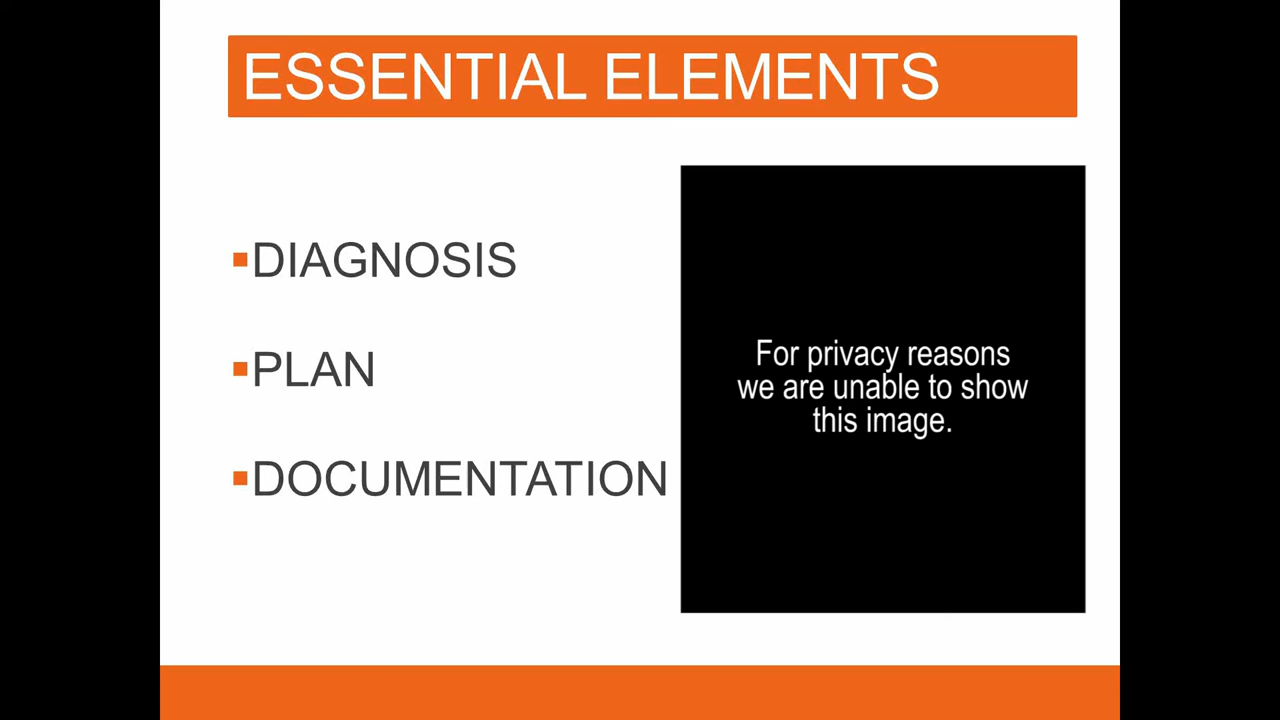 ESSENTIAL ELEMENTS
DIAGNOSIS
PLAN
DOCUMENTATION
For privacy reasons
we are unable to show
this image.